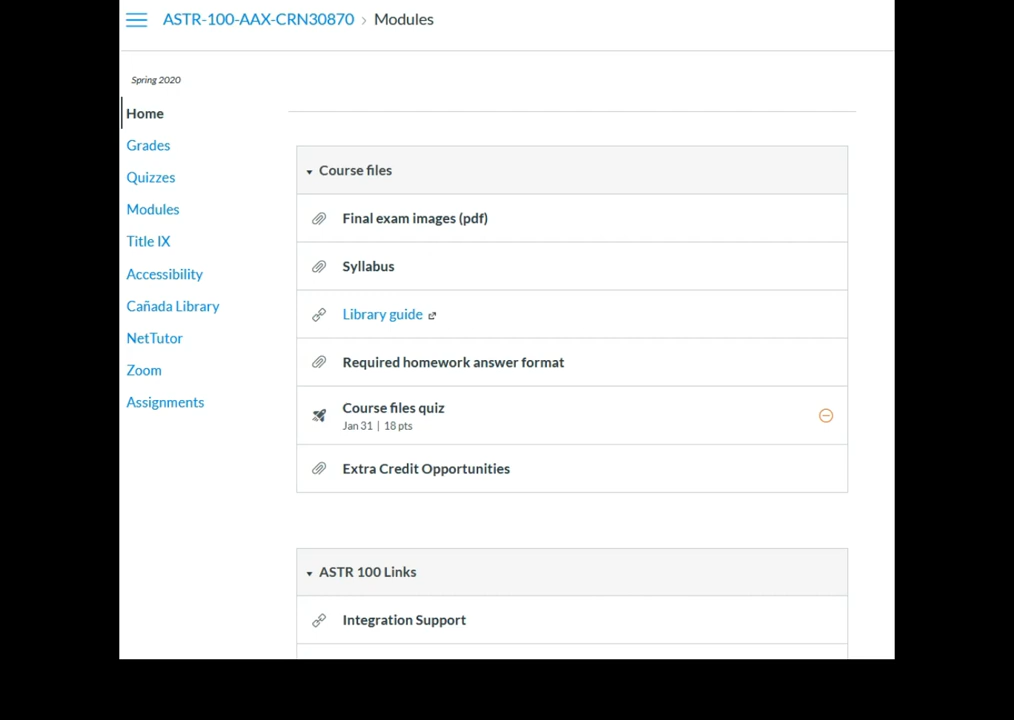 ASTR-100-AAX-CRN30870 › Modules
Spring 2020
Home
Grades
Quizzes
Modules
Title IX
Accessibility
Cañada Library
NetTutor
Zoom
Assignments
Course files
Final exam images (pdf)
Syllabus
Library guide
Required homework answer format
Course files quiz
Jan 31 | 18 pts
Extra Credit Opportunities
ASTR 100 Links
Integration Support